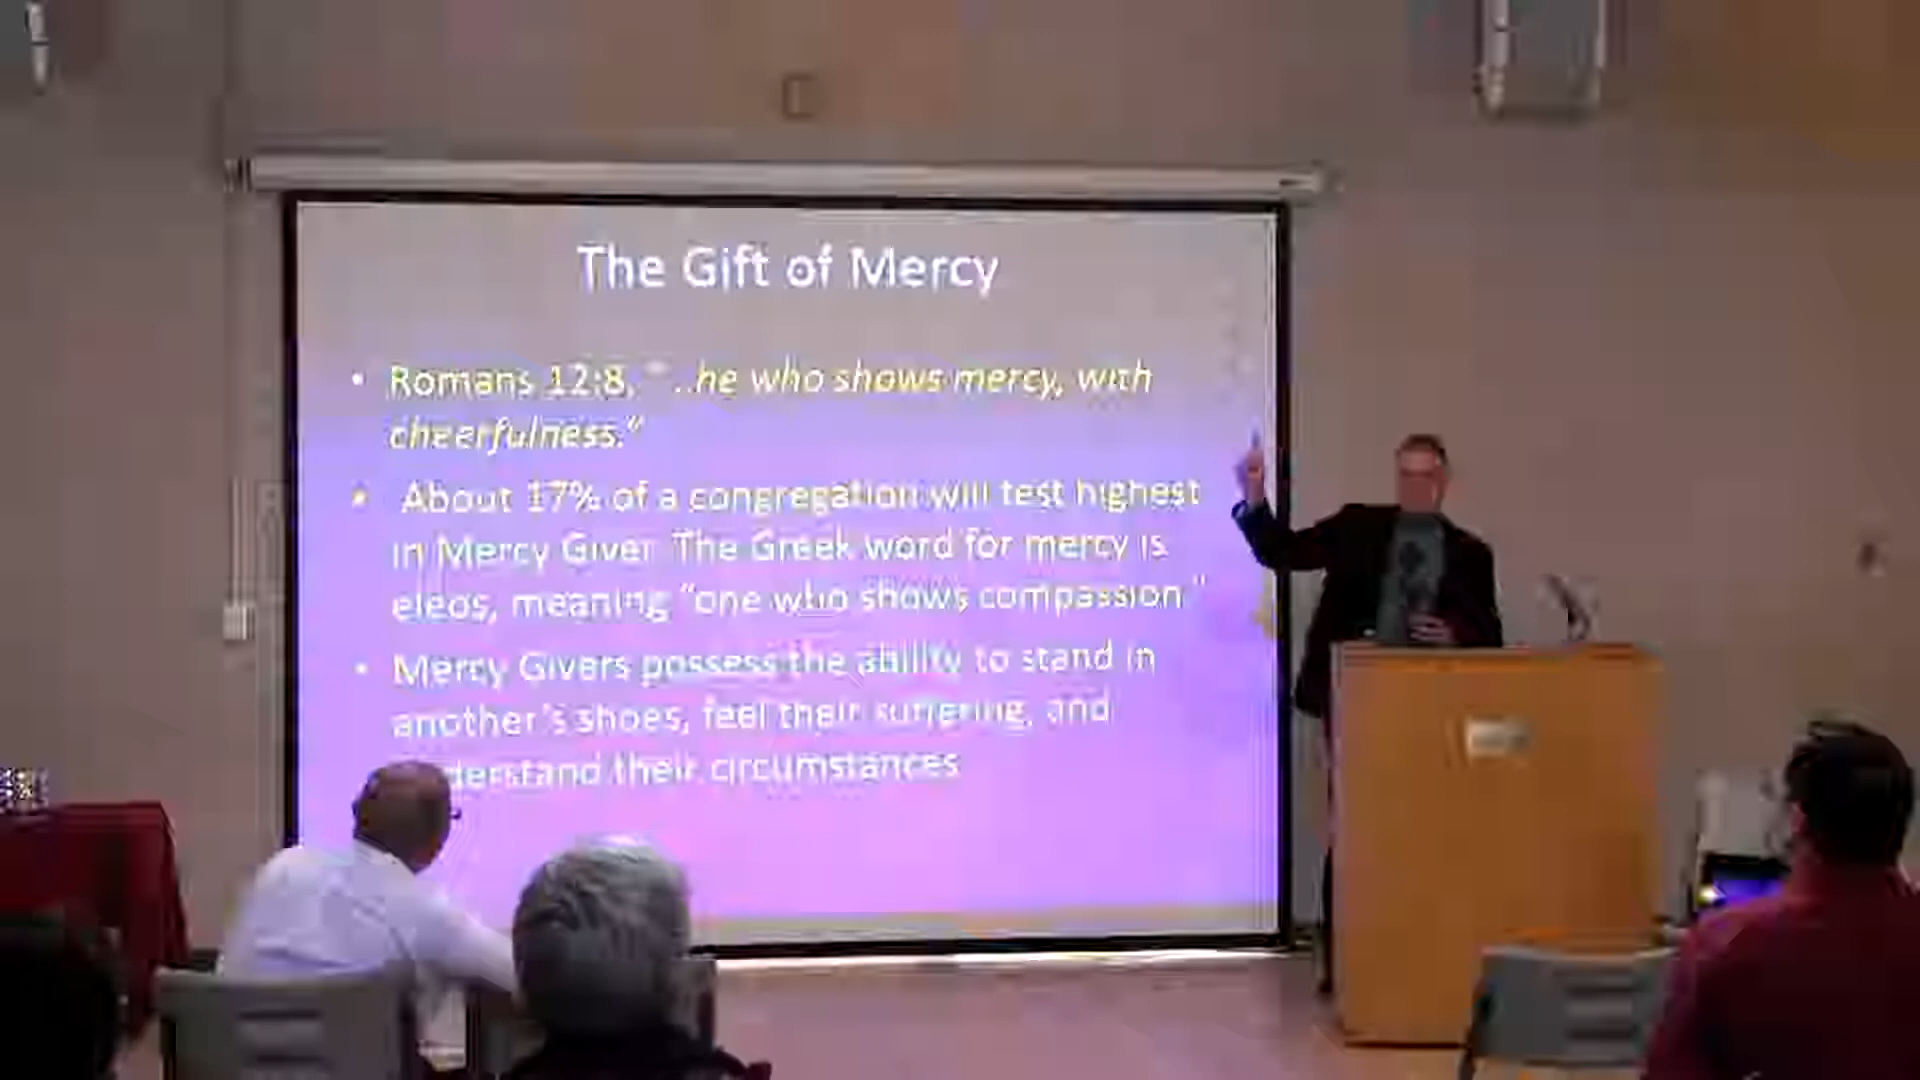 The Gift of Mercy
• Romans 12:8, "...he who shows mercy, with
cheerfulness."
• About 17% of a congregation will test highest
in Mercy Giver. The Greek word for mercy is
eleos, meaning "one who shows compassion"
• Mercy Givers possess the ability to stand in
another's shoes, feel their suffering, and
derstand their circumstances